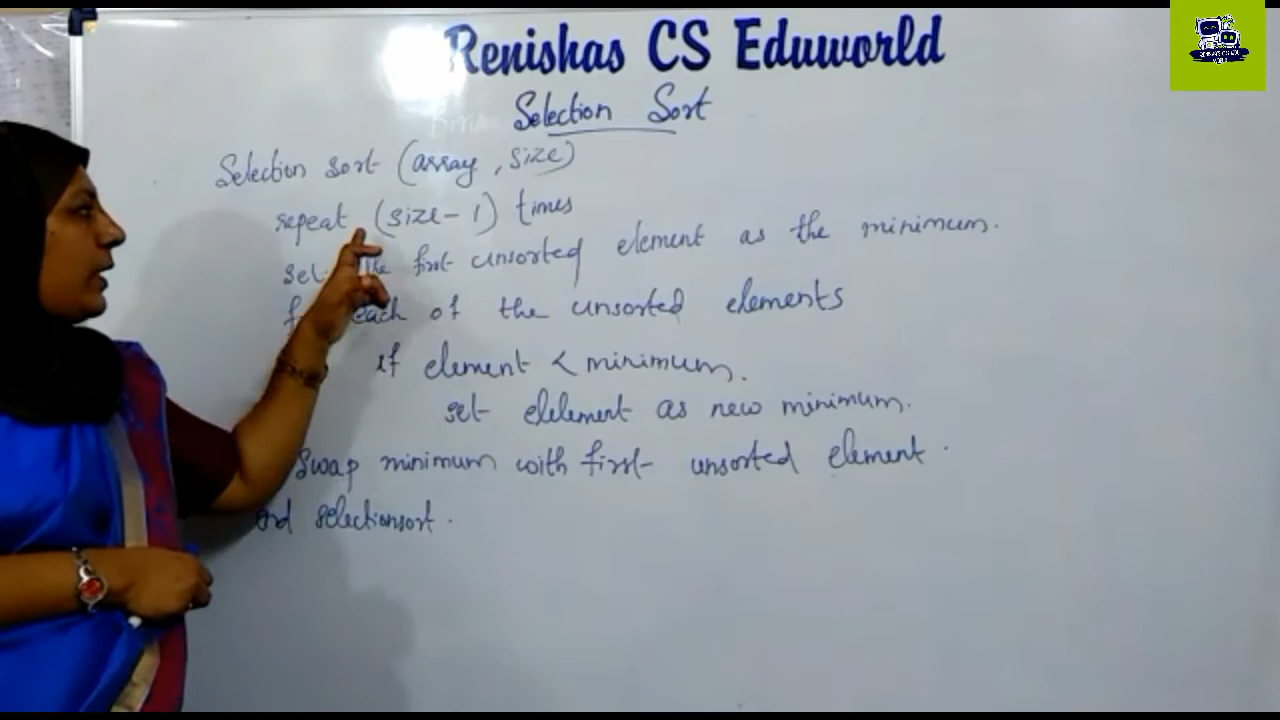 Renishas CS Eduworld
Selection Sort
Selection sort (array, size)
repeat (size - 1) times
set the first unsorted element as the minimum.
for each of the unsorted elements
if element < minimum.
set elelement as new minimum.
Swap minimum with first unsorted element.
end selectionsort.